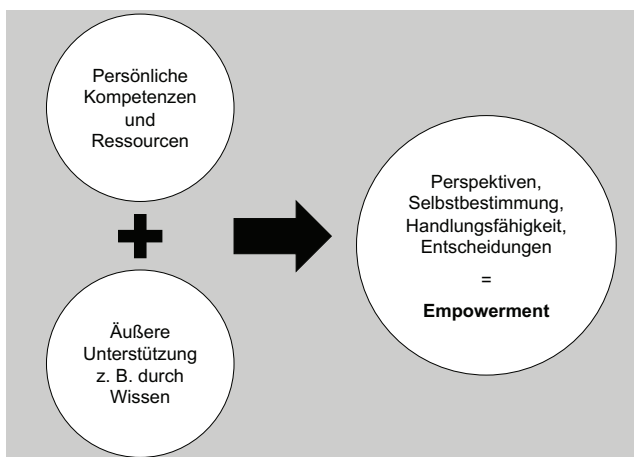 Persönliche
Kompetenzen
und
Ressourcen
+
Äußere
Unterstützung
z. B. durch
Wissen
Perspektiven,
Selbstbestimmung,
Handlungsfähigkeit,
Entscheidungen
=
Empowerment